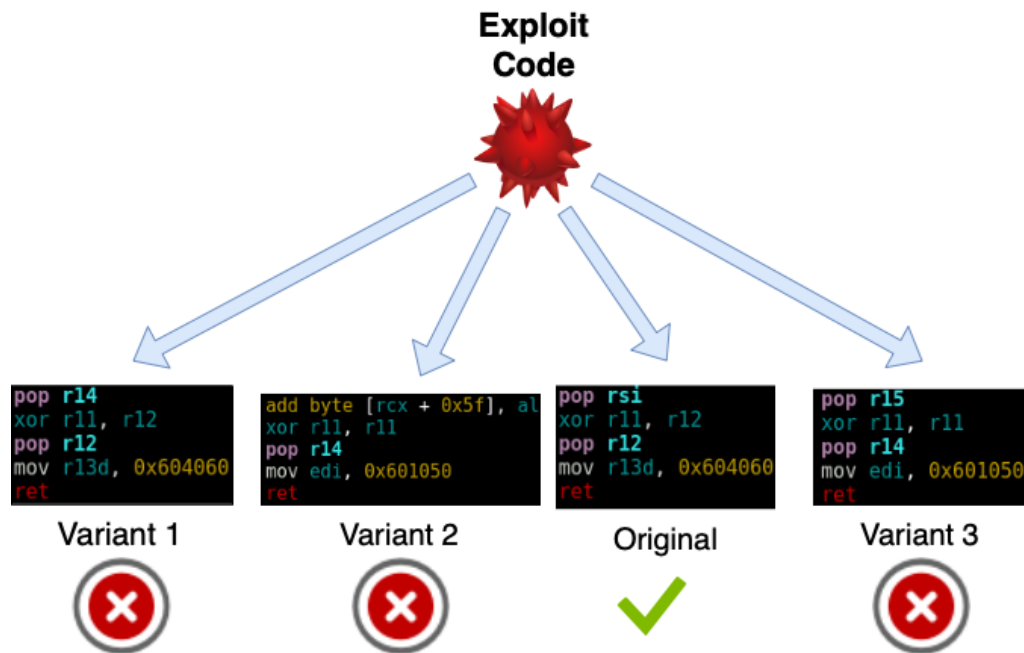 Exploit
Code
pop r14
xor r11, r12
pop r12
mov r13d, 0x604060
ret
Variant 1
add byte [rcx + 0x5f], al
xor r11, r11
pop r14
mov edi, 0x601050
ret
Variant 2
pop rsi
xor r11, r12
pop r12
mov r13d, 0x604060
ret
Original
pop r15
xor r11, r11
pop r14
mov edi, 0x601050
ret
Variant 3